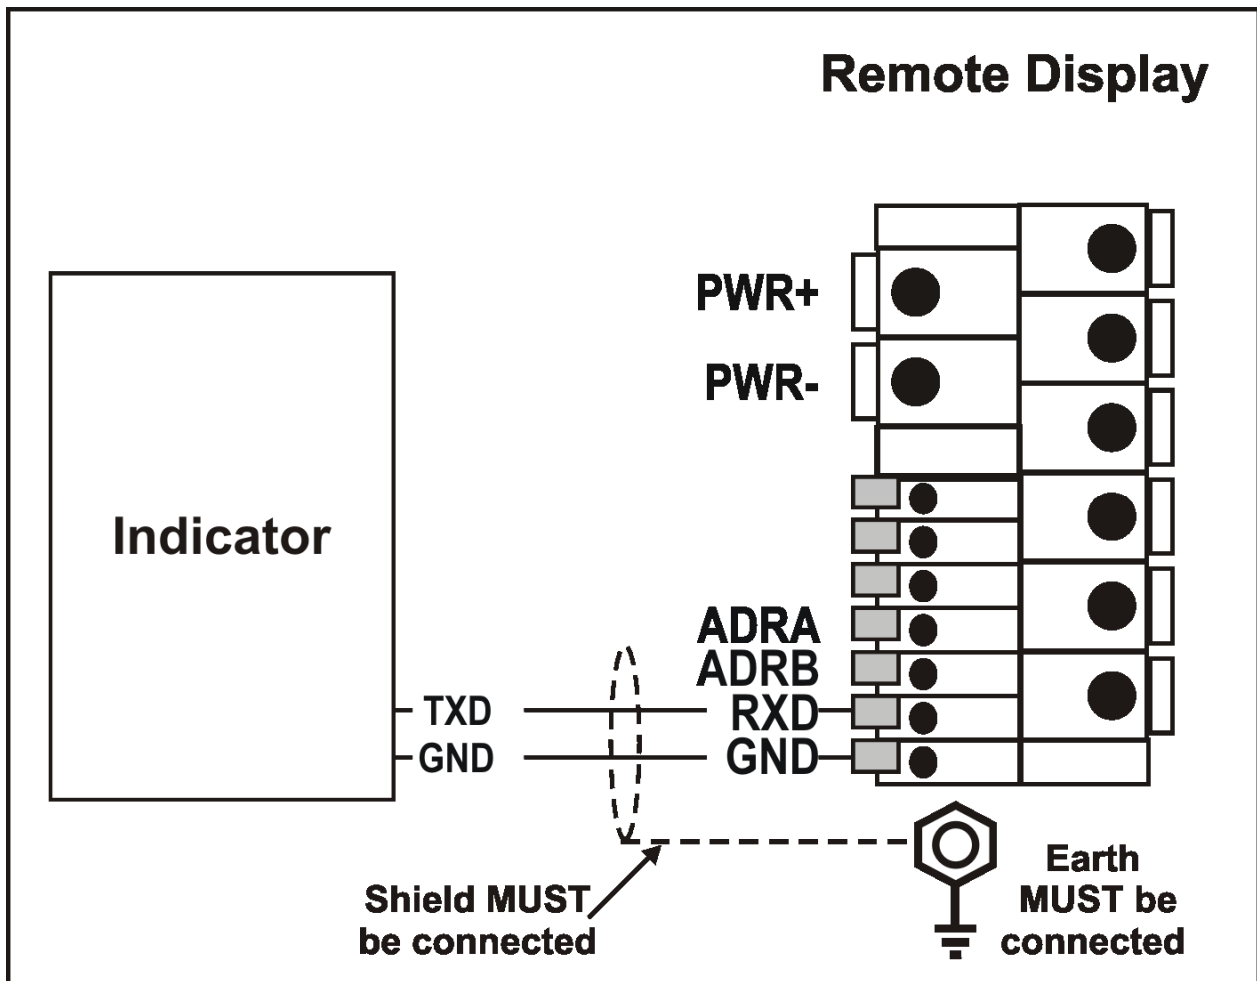 Remote Display
PWR+
PWR-
Indicator
ADRA
ADRB
TXD
RXD
GND
GND
Shield MUST
be connected
Earth
MUST be
connected